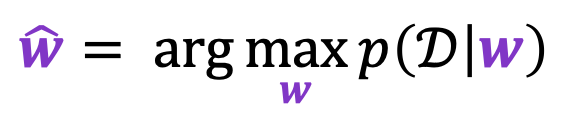 ŵ = arg max p(𝒟|w)
w